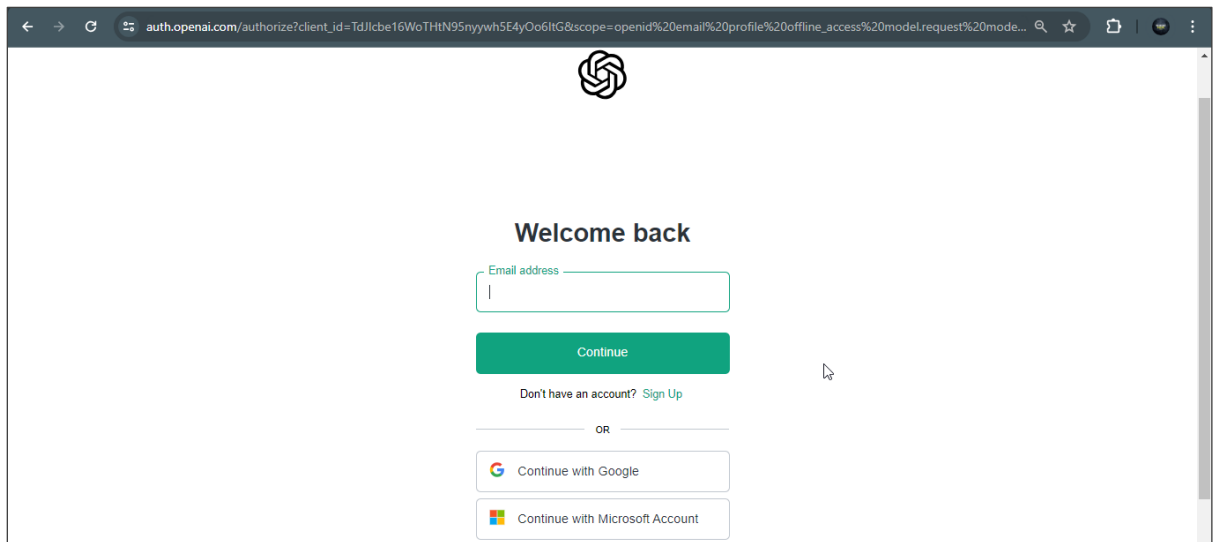 auth.openai.com/authorize?client_id=TdJIcbe16WoTHtN95nyywh5E4yOo6ItG&scope=openid%20email%20profile%20offline_access%20model.request%20mode...
Welcome back
Email address
Continue
Don't have an account? Sign Up
OR
Continue with Google
Continue with Microsoft Account